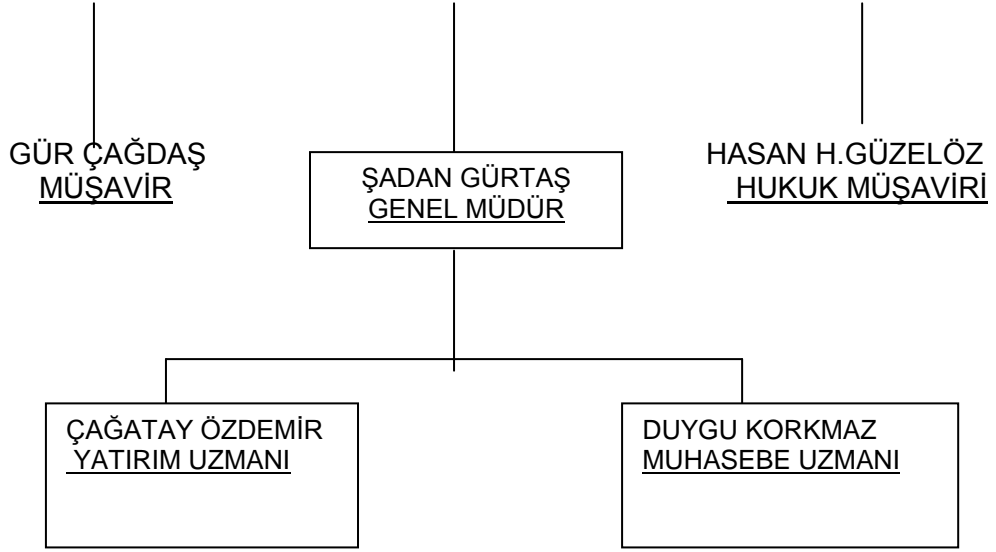 GÜR ÇAĞDAŞ
MÜŞAVİR
ŞADAN GÜRTAŞ
GENEL MÜDÜR
HASAN H.GÜZELÖZ
HUKUK MÜŞAVİRİ
ÇAĞATAY ÖZDEMİR
YATIRIM UZMANI
DUYGU KORKMAZ
MUHASEBE UZMANI